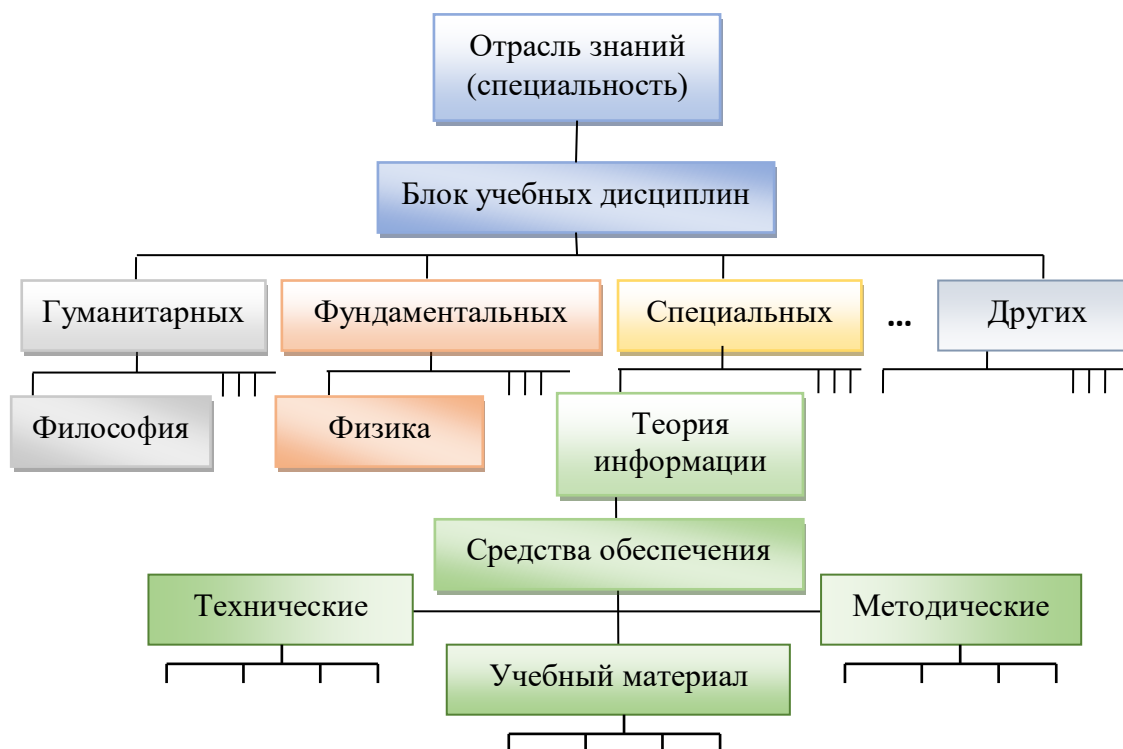 Отрасль знаний
(специальность)
Блок учебных дисциплин
Гуманитарных
Фундаментальных
Специальных
...
Других
Философия
Физика
Теория
информации
Средства обеспечения
Технические
Методические
Учебный материал